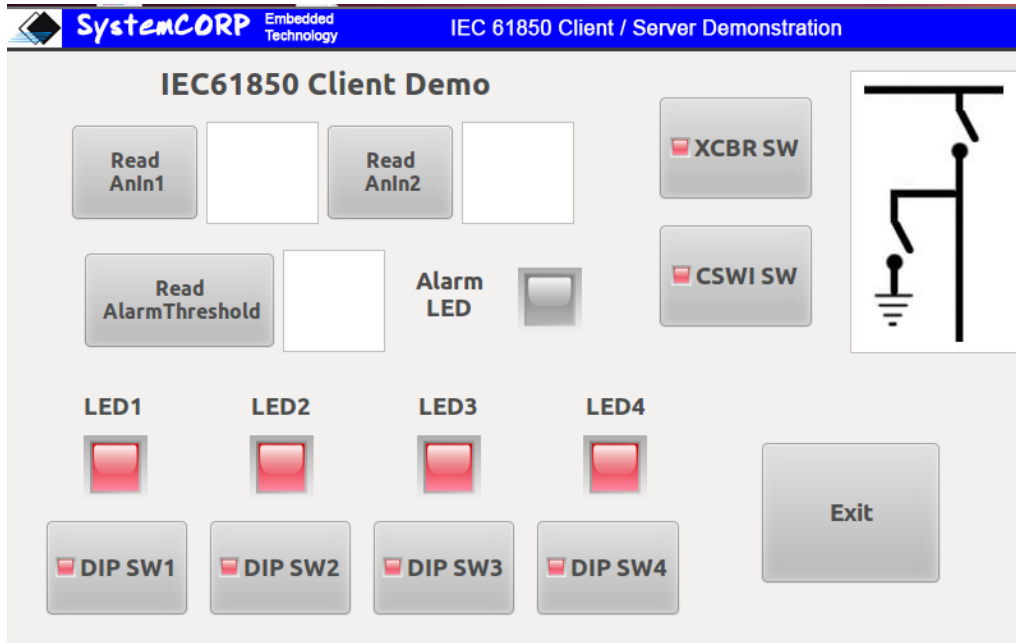 SystemCORP Embedded
Technology
IEC 61850 Client / Server Demonstration
IEC61850 Client Demo
Read
AnIn1
Read
AnIn2
XCBR SW
Read
AlarmThreshold
Alarm
LED
CSWI SW
LED1
LED2
LED3
LED4
Exit
DIP SW1
DIP SW2
DIP SW3
DIP SW4